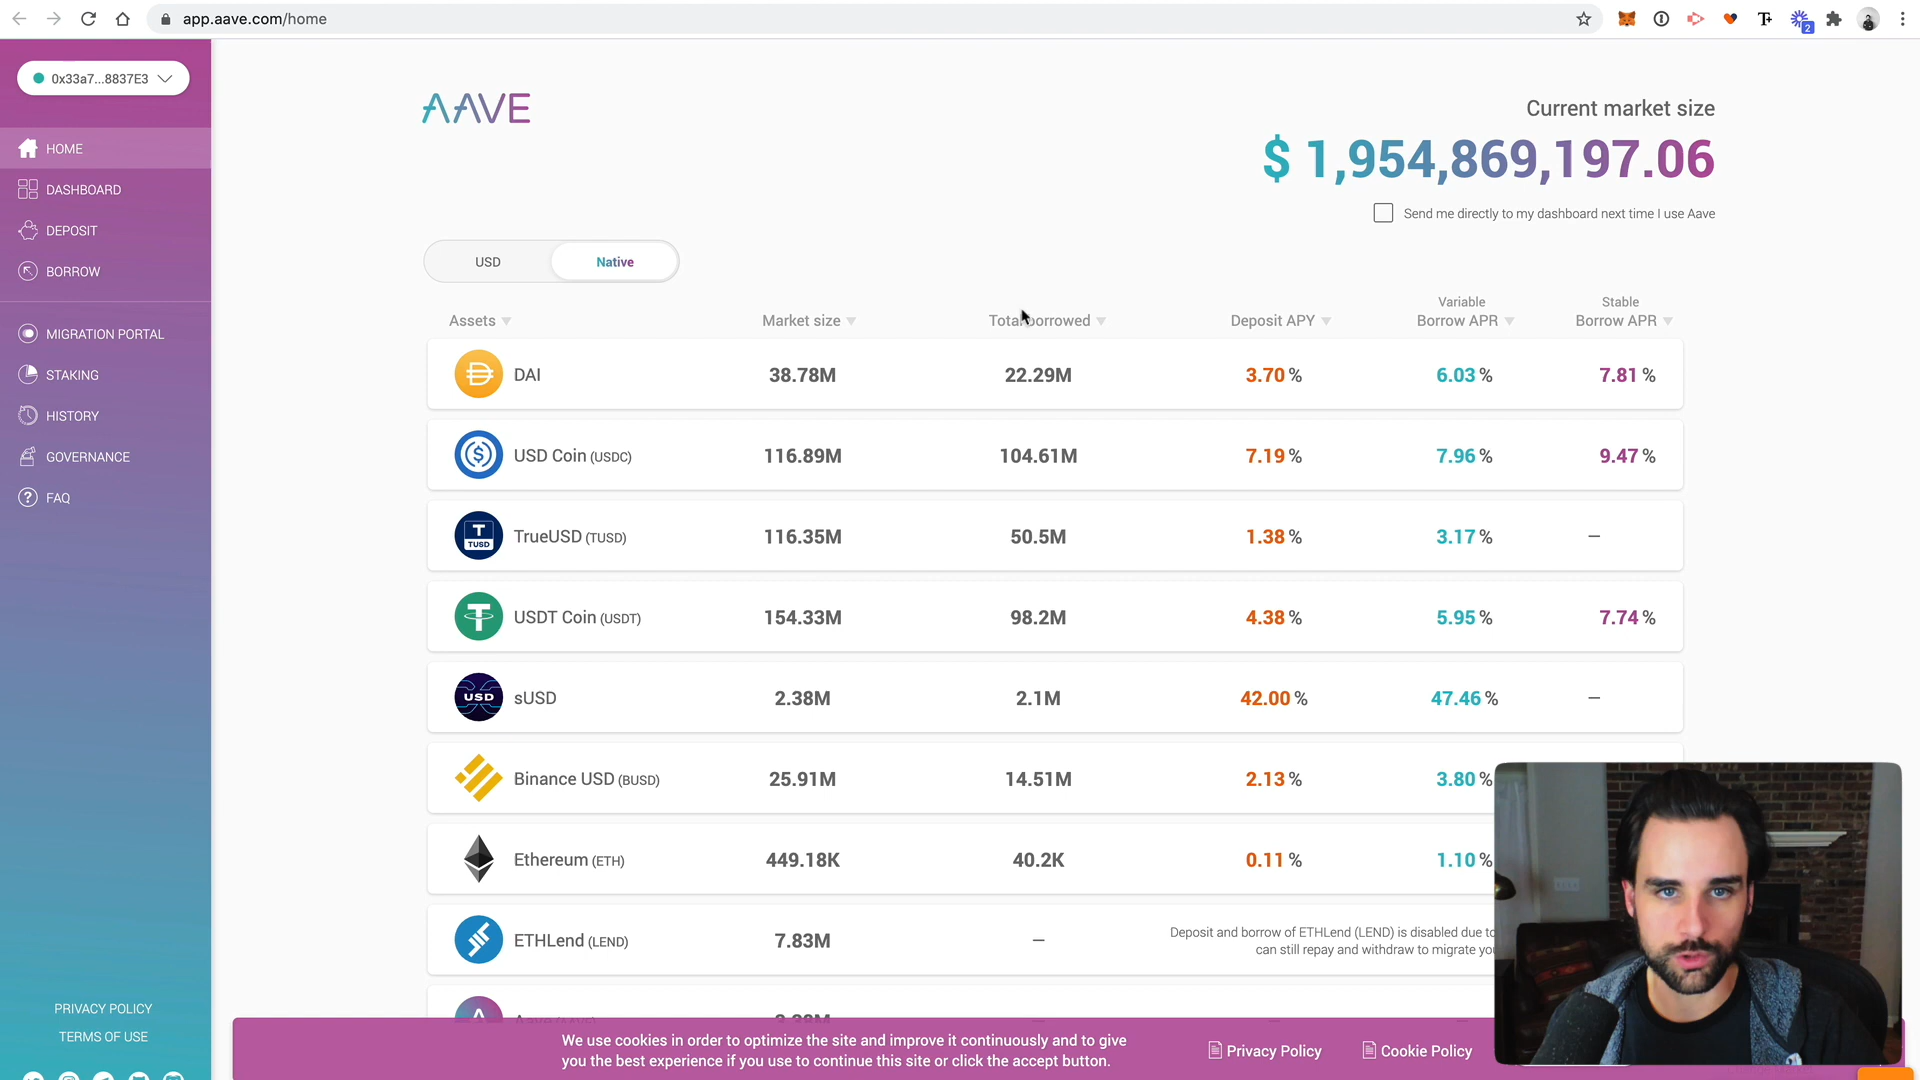 app.aave.com/home
2
0x33a7...8837E3
HOME
DASHBOARD
DEPOSIT
BORROW
MIGRATION PORTAL
STAKING
HISTORY
GOVERNANCE
FAQ
PRIVACY POLICY
TERMS OF USE
AAVE
Current market size
$ 1,954,869,197.06
Send me directly to my dashboard next time I use Aave
USD Native
Assets Market size Total borrowed Deposit APY Variable Borrow APR Stable Borrow APR
DAI 38.78M 22.29M 3.70 % 6.03 % 7.81 %
USD Coin (USDC) 116.89M 104.61M 7.19 % 7.96 % 9.47 %
TUSD TrueUSD (TUSD) 116.35M 50.5M 1.38 % 3.17 % —
USDT Coin (USDT) 154.33M 98.2M 4.38 % 5.95 % 7.74 %
USD sUSD 2.38M 2.1M 42.00 % 47.46 % —
Binance USD (BUSD) 25.91M 14.51M 2.13 % 3.80 %
Ethereum (ETH) 449.18K 40.2K 0.11 % 1.10 %
ETHLend (LEND) 7.83M — Deposit and borrow of ETHLend (LEND) is disabled due to
can still repay and withdraw to migrate
We use cookies in order to optimize the site and improve it continuously and to give
you the best experience if you use to continue this site or click the accept button.
Privacy Policy
Cookie Policy